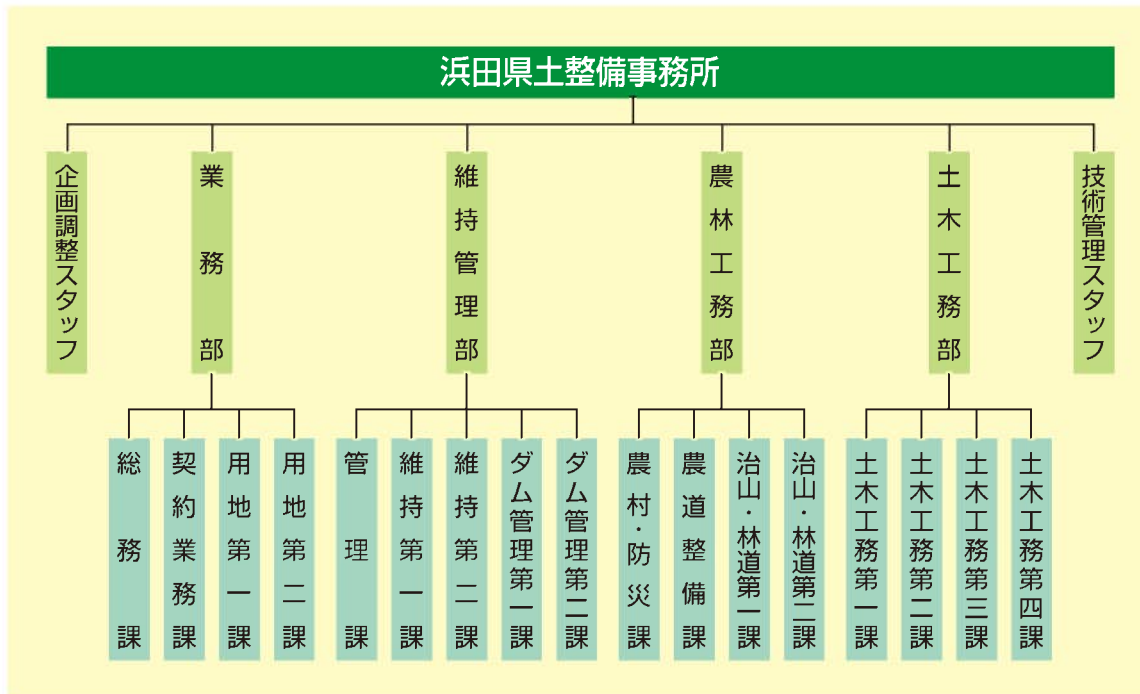 浜田県土整備事務所
企画調整スタッフ
業務部
維持管理部
農林工務部
土木工務部
技術管理スタッフ
総務課
契約業務課
用地第一課
用地第二課
管理課
維持第一課
維持第二課
ダム管理第一課
ダム管理第二課
農村・防災課
農道整備課
治山・林道第一課
治山・林道第二課
土木工務第一課
土木工務第二課
土木工務第三課
土木工務第四課